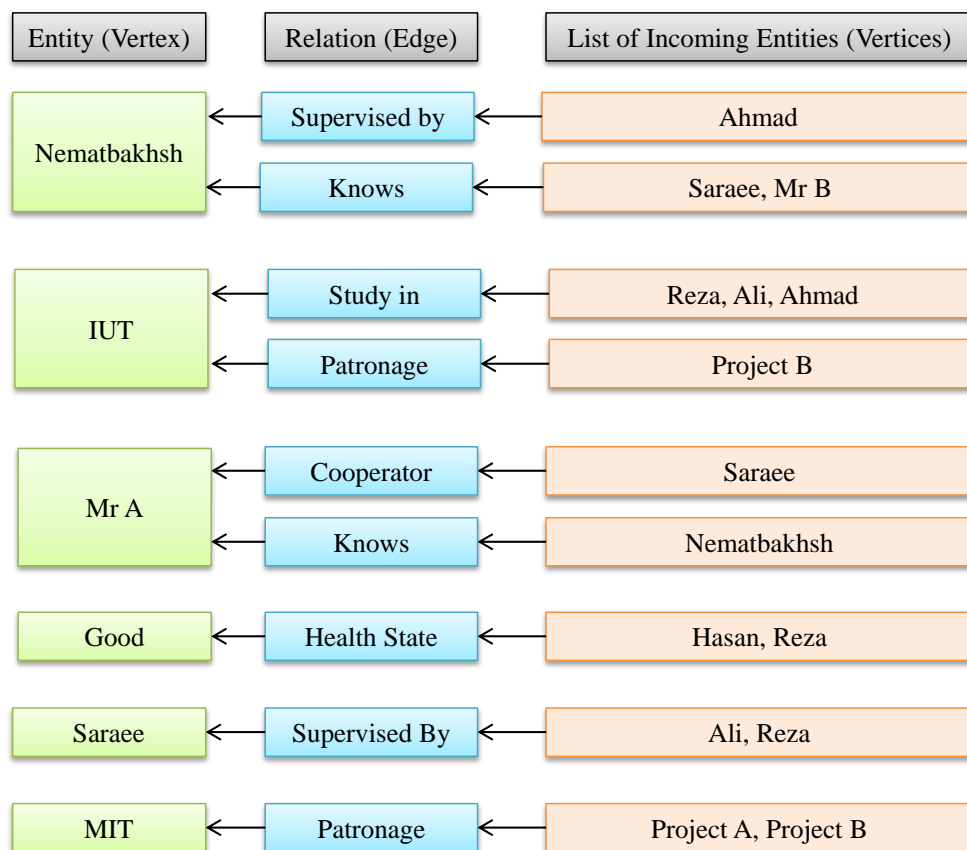 Entity (Vertex)
Relation (Edge)
List of Incoming Entities (Vertices)
Nematbakhsh
Supervised by
Ahmad
Knows
Saraee, Mr B
IUT
Study in
Reza, Ali, Ahmad
Patronage
Project B
Mr A
Cooperator
Saraee
Knows
Nematbakhsh
Good
Health State
Hasan, Reza
Saraee
Supervised By
Ali, Reza
MIT
Patronage
Project A, Project B